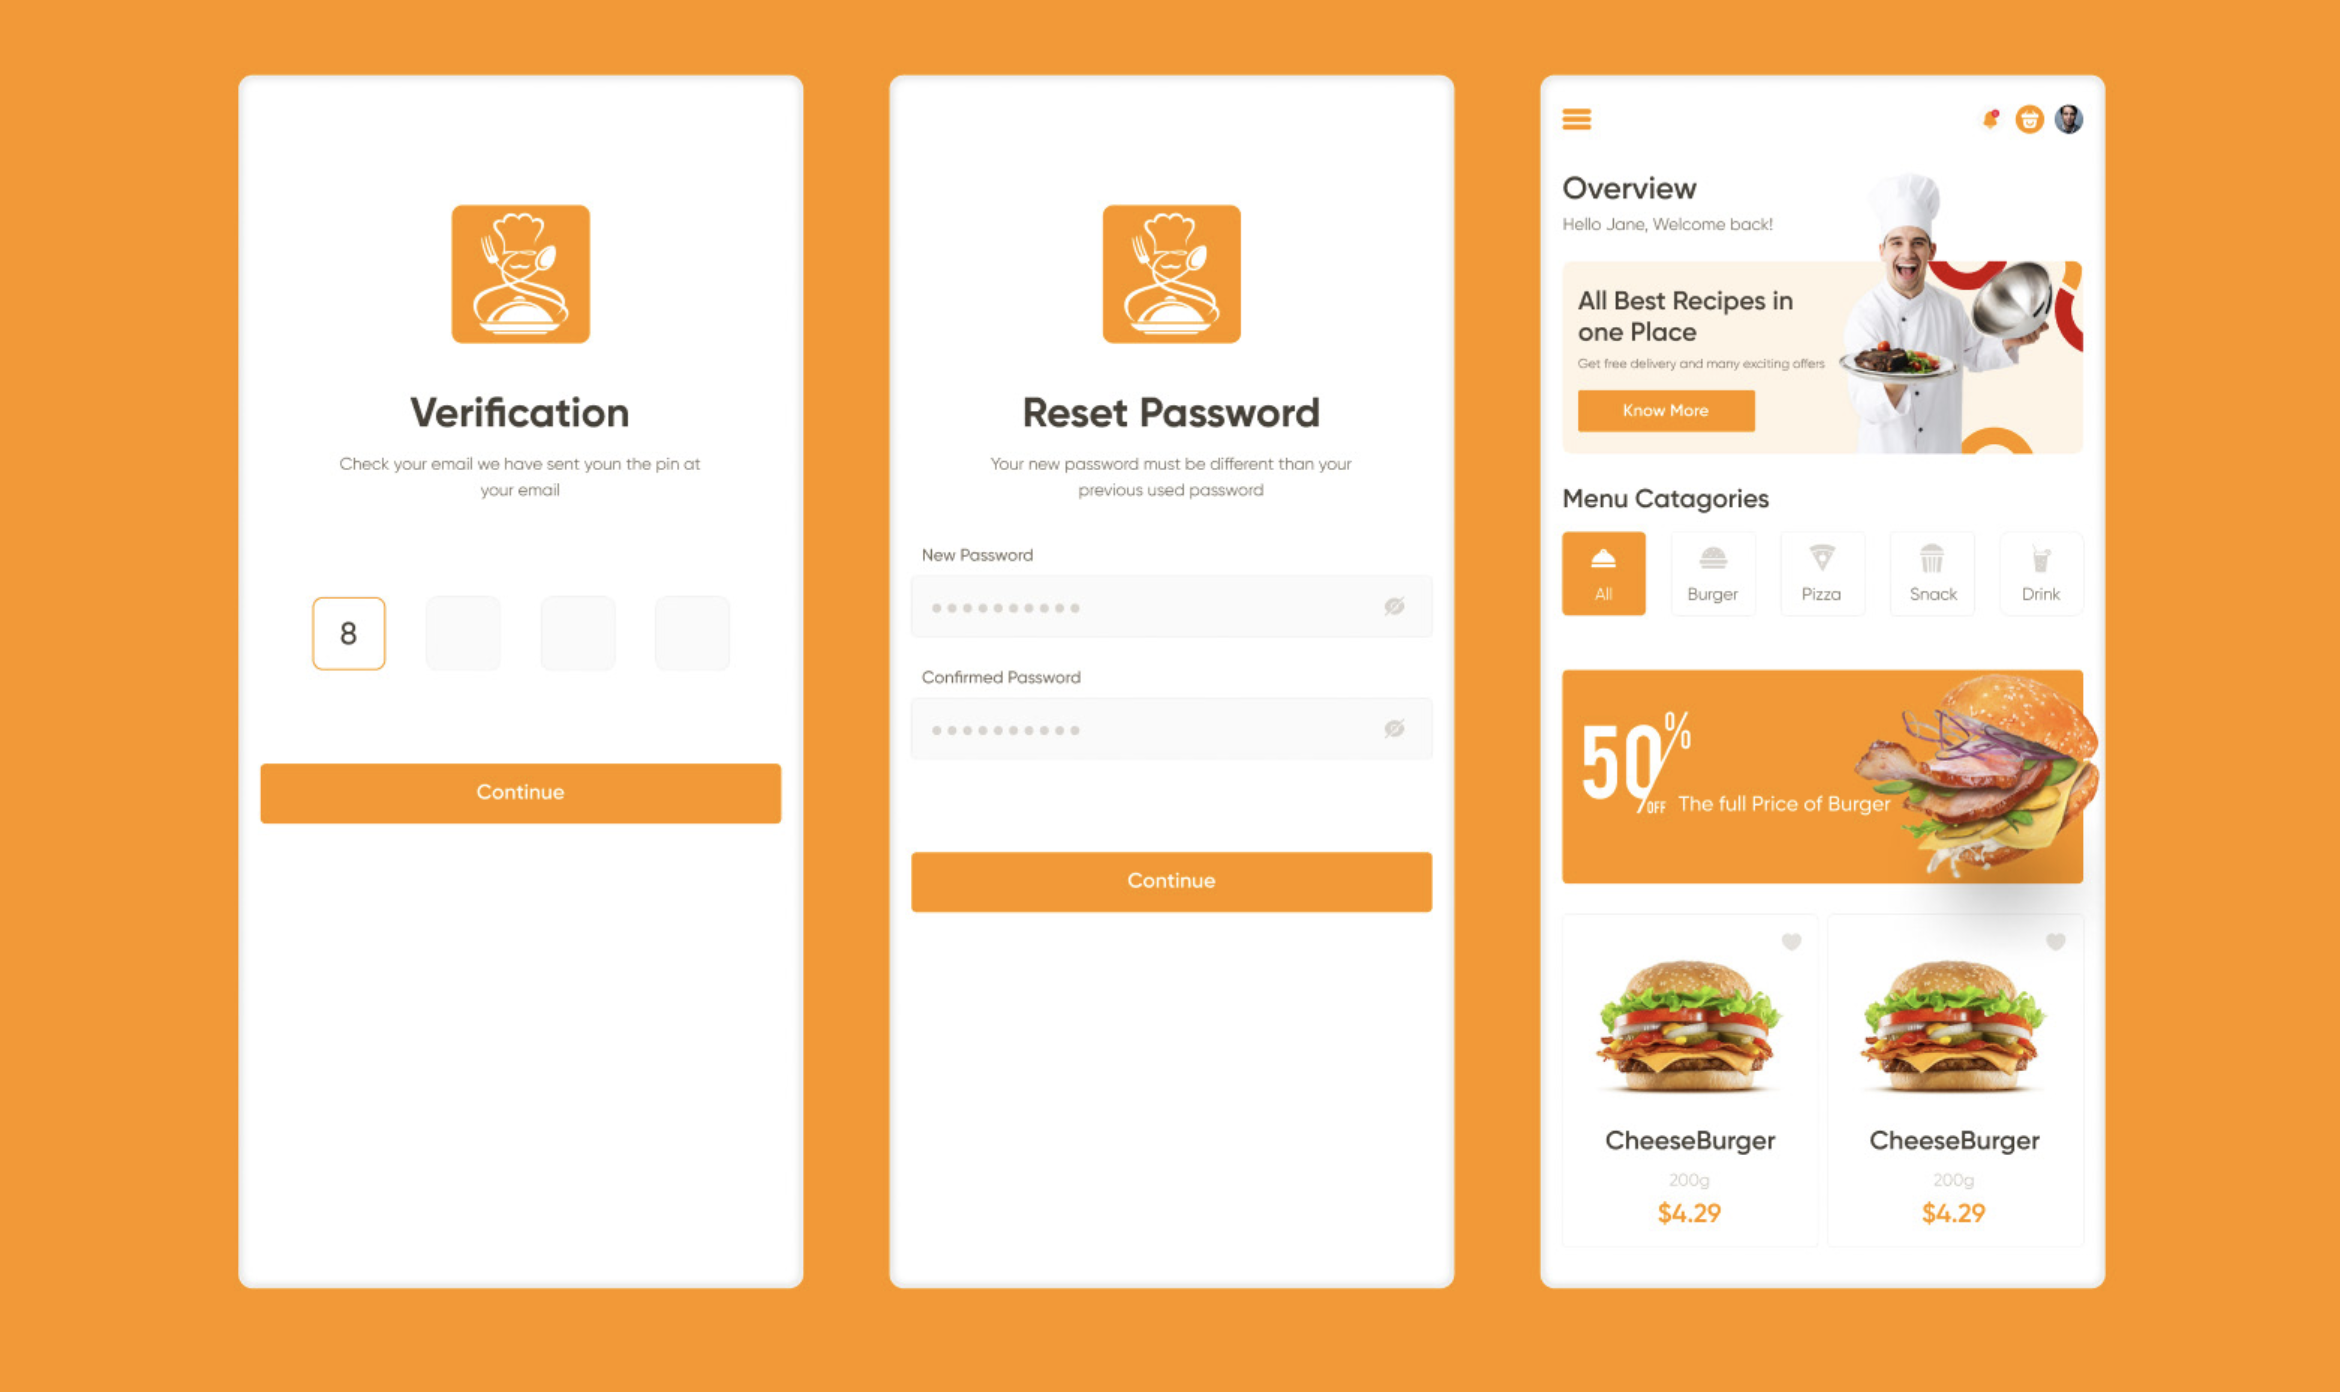 Verification
Check your email we have sent youn the pin at
your email
8
Continue
Reset Password
Your new password must be different than your
previous used password
New Password
Confirmed Password
Continue
Overview
Hello Jane, Welcome back!
All Best Recipes in
one Place
Get free delivery and many exciting offers
Know More
Menu Catagories
All
Burger
Pizza
Snack
Drink
50%
OFF The full Price of Burger
CheeseBurger
200g
$4.29
CheeseBurger
200g
$4.29